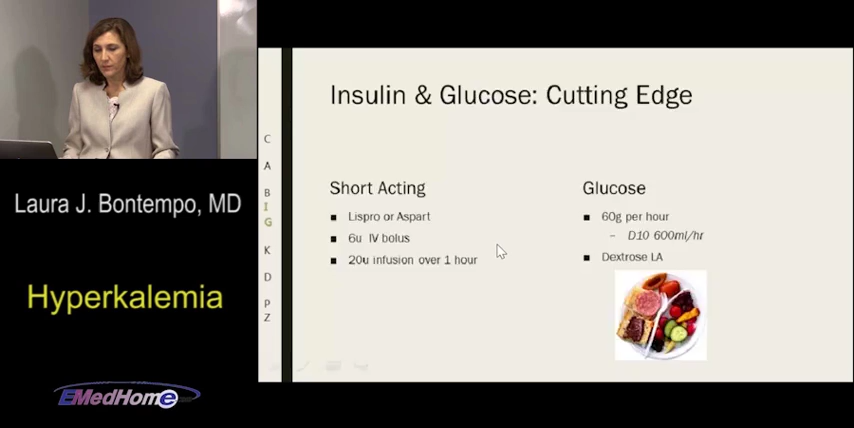 Insulin & Glucose: Cutting Edge
C
A
B
I
G
K
D
P
Z
Short Acting
■ Lispro or Aspart
■ 6u IV bolus
■ 20u infusion over 1 hour
Glucose
■ 60g per hour
– D10 600ml/hr
■ Dextrose LA
Laura J. Bontempo, MD
Hyperkalemia
EMedHome